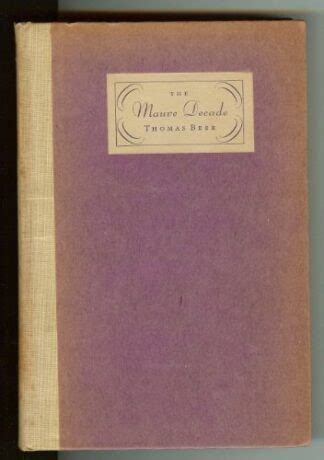 THE
Mauve Decade
THOMAS BEER